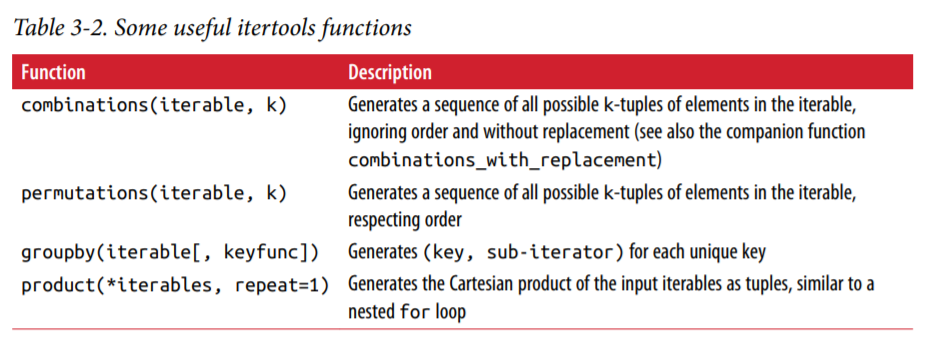 Table 3-2. Some useful itertools functions
Function Description
combinations(iterable, k) Generates a sequence of all possible k-tuples of elements in the iterable,
ignoring order and without replacement (see also the companion function
combinations_with_replacement)
permutations(iterable, k) Generates a sequence of all possible k-tuples of elements in the iterable,
respecting order
groupby(iterable[, keyfunc]) Generates (key, sub-iterator) for each unique key
product(*iterables, repeat=1) Generates the Cartesian product of the input iterables as tuples, similar to a
nested for loop